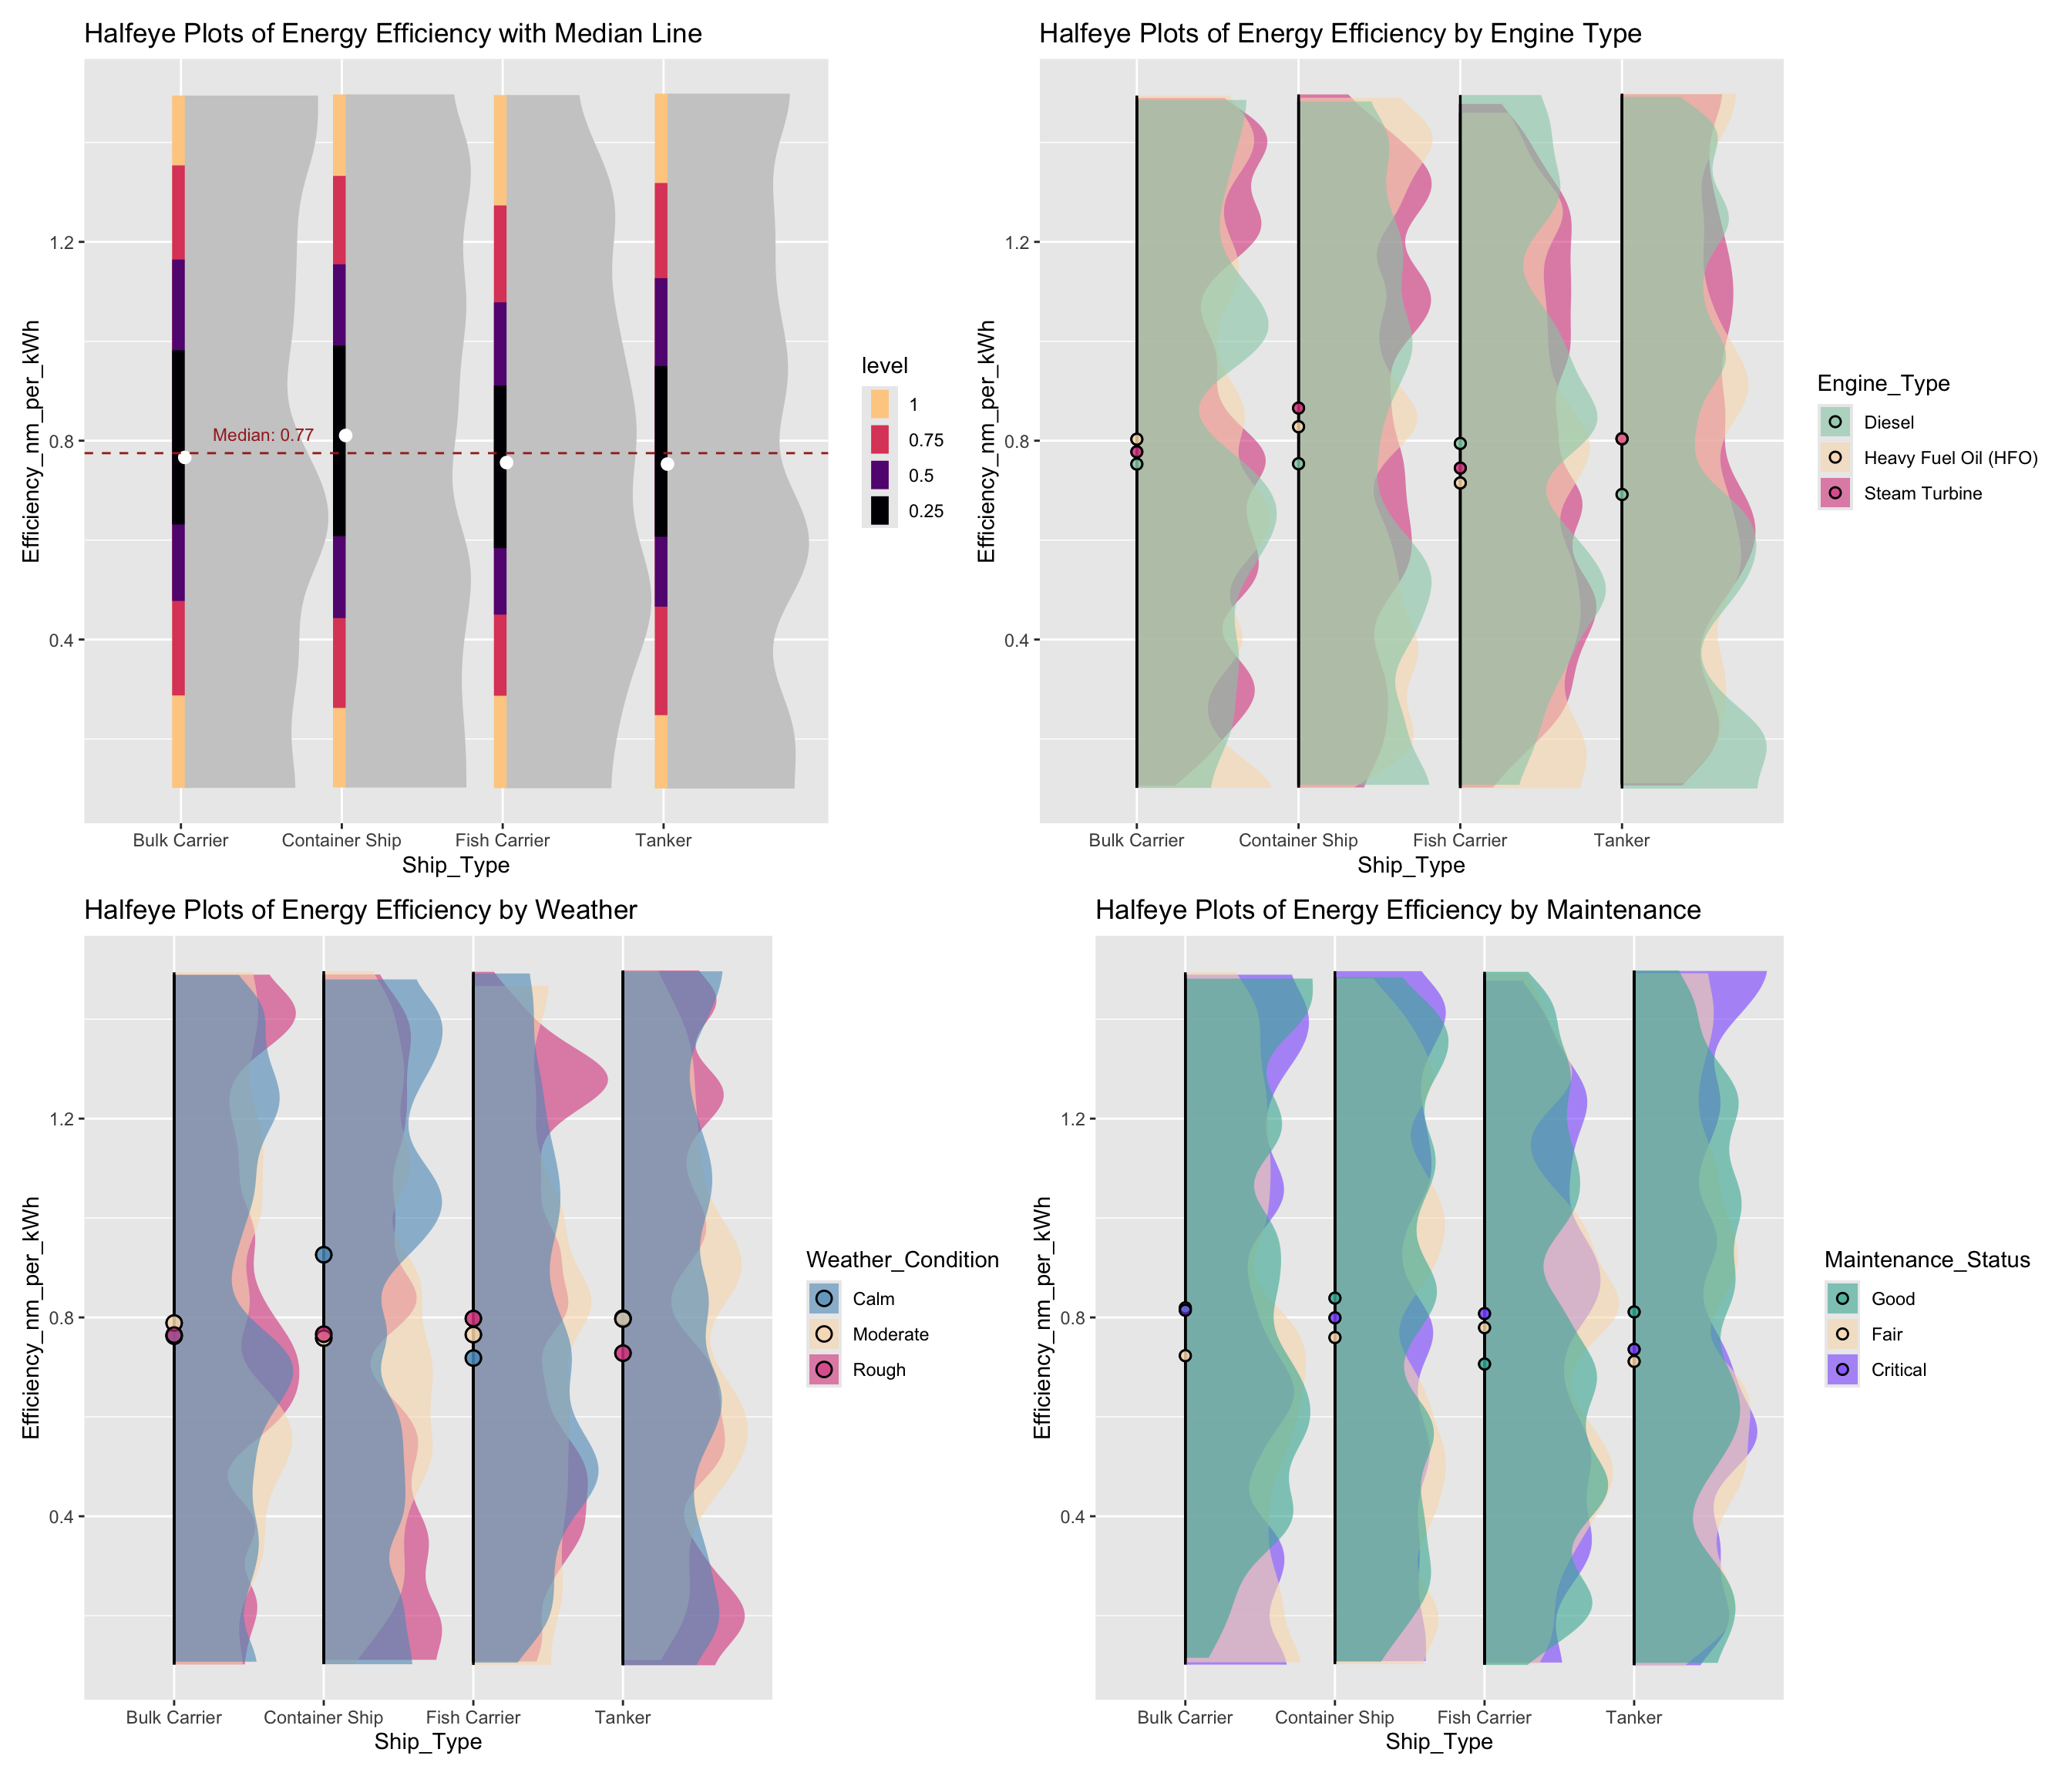 Halfeye Plots of Energy Efficiency with Median Line
Efficiency_nm_per_kWh
1.2
0.8
0.4
Median: 0.77
Bulk Carrier
Container Ship
Fish Carrier
Tanker
Ship_Type
level
1
0.75
0.5
0.25
Halfeye Plots of Energy Efficiency by Engine Type
Efficiency_nm_per_kWh
1.2
0.8
0.4
Bulk Carrier
Container Ship
Fish Carrier
Tanker
Ship_Type
Engine_Type
Diesel
Heavy Fuel Oil (HFO)
Steam Turbine
Halfeye Plots of Energy Efficiency by Weather
Efficiency_nm_per_kWh
1.2
0.8
0.4
Bulk Carrier
Container Ship
Fish Carrier
Tanker
Ship_Type
Weather_Condition
Calm
Moderate
Rough
Halfeye Plots of Energy Efficiency by Maintenance
Efficiency_nm_per_kWh
1.2
0.8
0.4
Bulk Carrier
Container Ship
Fish Carrier
Tanker
Ship_Type
Maintenance_Status
Good
Fair
Critical